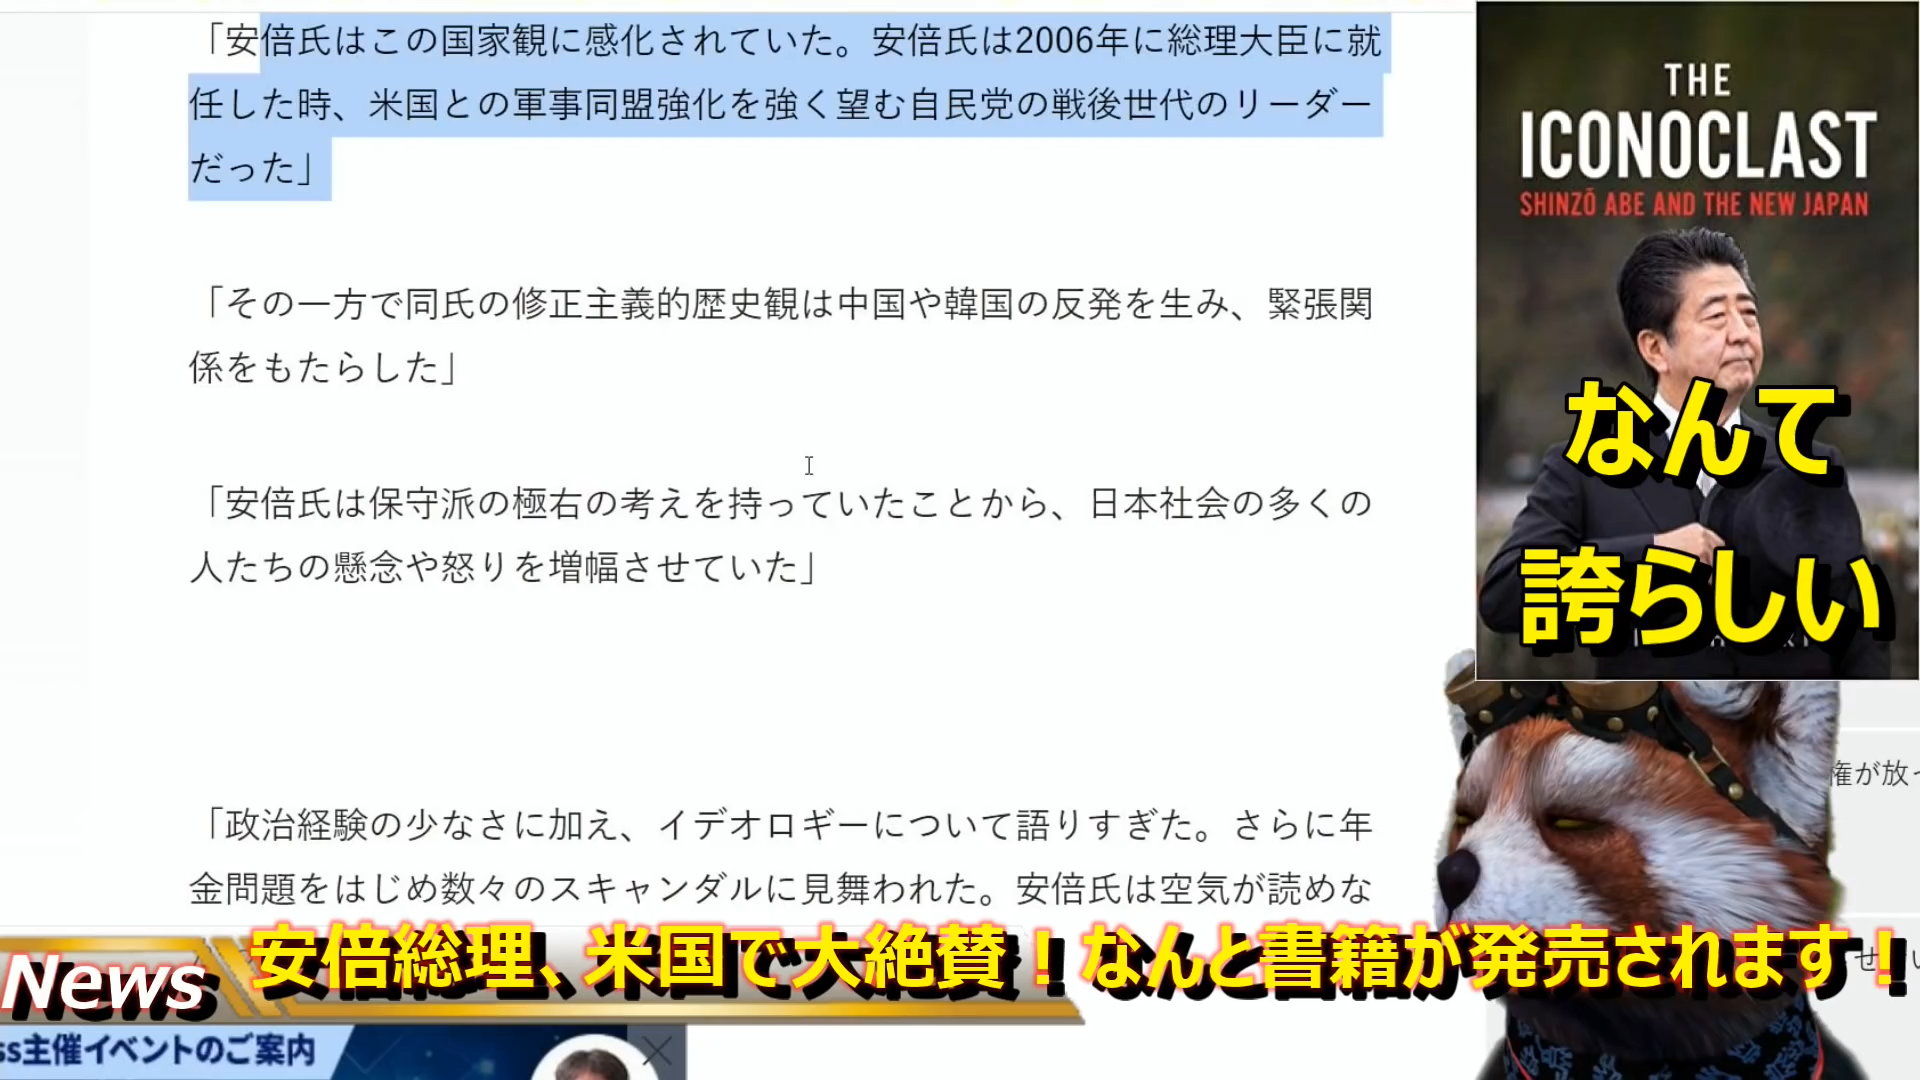 「安倍氏はこの国家観に感化されていた。安倍氏は2006年に総理大臣に就
任した時、米国との軍事同盟強化を強く望む自民党の戦後世代のリーダー
だった」
「その一方で同氏の修正主義的歴史観は中国や韓国の反発を生み、緊張関
係をもたらした」
「安倍氏は保守派の極右の考えを持っていたことから、日本社会の多くの
人たちの懸念や怒りを増幅させていた」
「政治経験の少なさに加え、イデオロギーについて語りすぎた。さらに年
金問題をはじめ数々のスキャンダルに見舞われた。安倍氏は空気が読めな
THE
ICONOCLAST
SHINZŌ ABE AND THE NEW JAPAN
なんて
誇らしい
権が放
News
安倍総理、米国で大絶賛！なんと書籍が発売されます！
ss主催イベントのご案内